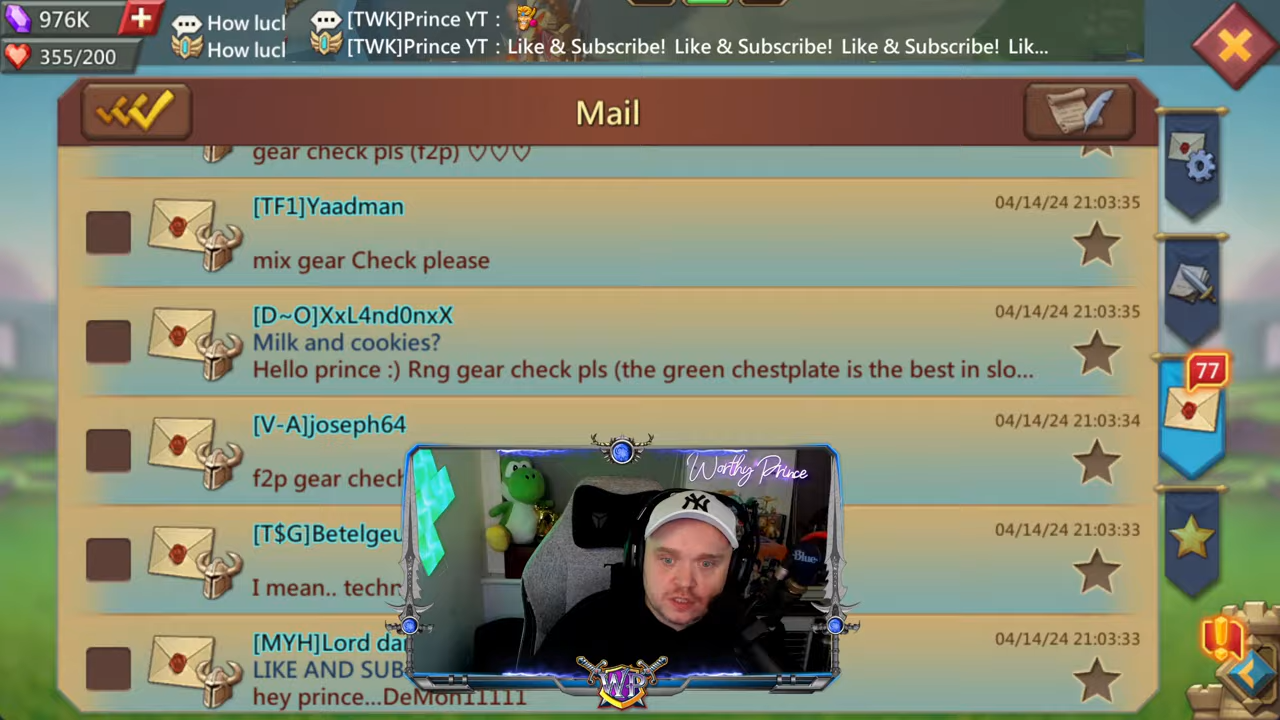 976K
355/200
How lucl
How lucl
[TWK]Prince YT :
[TWK]Prince YT : Like & Subscribe! Like & Subscribe! Like & Subscribe! Lik...
Mail
gear check pls (f2p) ♡♡♡
[TF1]Yaadman
04/14/24 21:03:35
mix gear Check please
[D~O]XxL4nd0nxX
04/14/24 21:03:35
Milk and cookies?
Hello prince :) Rng gear check pls (the green chestplate is the best in slo...
77
[V-A]joseph64
04/14/24 21:03:34
f2p gear check
Worthy Prince
[T$G]Betelgeu
04/14/24 21:03:33
I mean.. techn
Blue
[MYH]Lord dar
04/14/24 21:03:33
LIKE AND SUB
hey prince...DeMon11111
WP